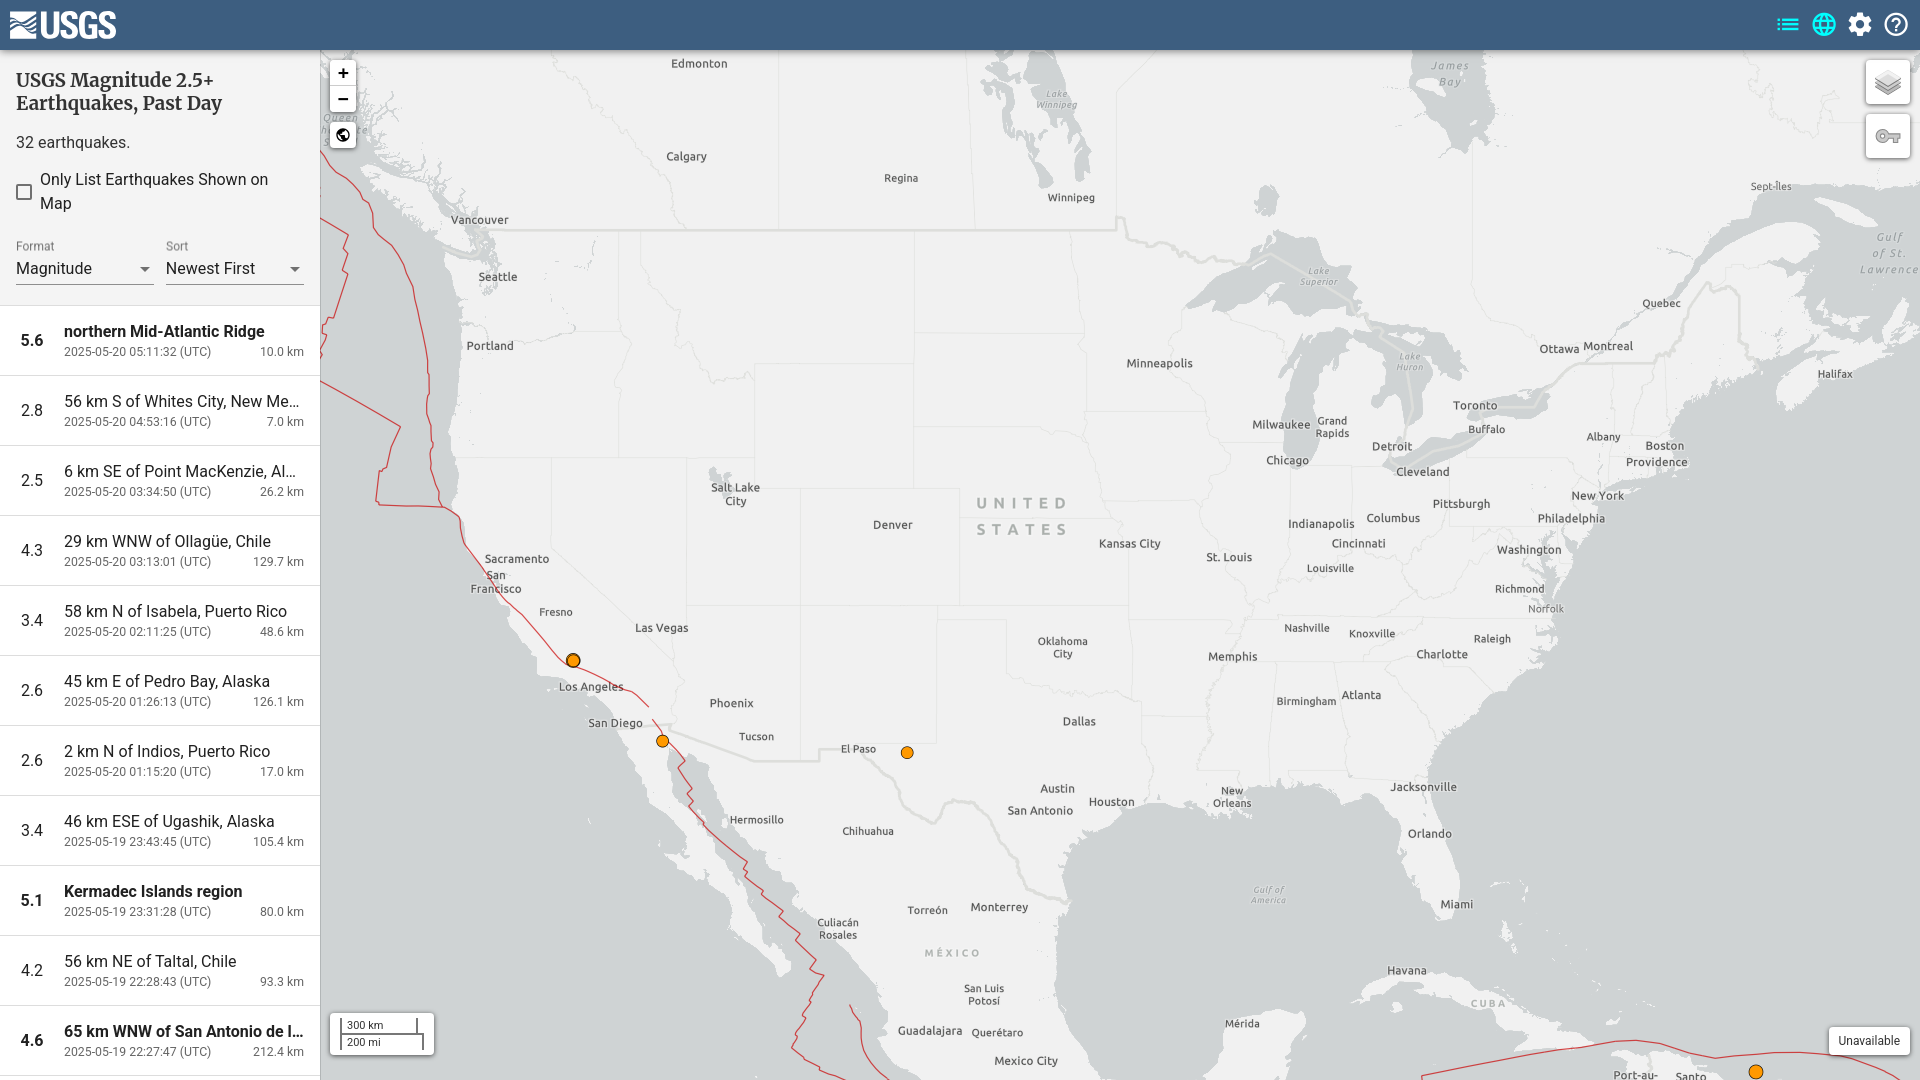 USGS
USGS Magnitude 2.5+
Earthquakes, Past Day
32 earthquakes.
Only List Earthquakes Shown on
Map
Format
Magnitude
Sort
Newest First
5.6
northern Mid-Atlantic Ridge
2025-05-20 05:11:32 (UTC)
10.0 km
2.8
56 km S of Whites City, New Me...
2025-05-20 04:53:16 (UTC)
7.0 km
2.5
6 km SE of Point MacKenzie, Al...
2025-05-20 03:34:50 (UTC)
26.2 km
4.3
29 km WNW of Ollagüe, Chile
2025-05-20 03:13:01 (UTC)
129.7 km
3.4
58 km N of Isabela, Puerto Rico
2025-05-20 02:11:25 (UTC)
48.6 km
2.6
45 km E of Pedro Bay, Alaska
2025-05-20 01:26:13 (UTC)
126.1 km
2.6
2 km N of Indios, Puerto Rico
2025-05-20 01:15:20 (UTC)
17.0 km
3.4
46 km ESE of Ugashik, Alaska
2025-05-19 23:43:45 (UTC)
105.4 km
5.1
Kermadec Islands region
2025-05-19 23:31:28 (UTC)
80.0 km
4.2
56 km NE of Taltal, Chile
2025-05-19 22:28:43 (UTC)
93.3 km
4.6
65 km WNW of San Antonio de l...
2025-05-19 22:27:47 (UTC)
212.4 km
+
−
Edmonton
James
Bay
Lake
Winnipeg
Queen
Calgary
Regina
Winnipeg
Sept-Îles
Vancouver
Gulf
of St.
Lawrence
Seattle
Lake
Superior
Quebec
Portland
Ottawa
Montreal
Minneapolis
Lake
Huron
Halifax
Toronto
Milwaukee
Grand
Rapids
Buffalo
Albany
Detroit
Boston
Chicago
Providence
Cleveland
Salt Lake
City
UNITED
STATES
New York
Pittsburgh
Denver
Indianapolis
Columbus
Philadelphia
Kansas City
Cincinnati
Washington
Sacramento
St. Louis
Louisville
San
Francisco
Richmond
Fresno
Norfolk
Las Vegas
Nashville
Knoxville
Raleigh
Oklahoma
City
Memphis
Charlotte
Los Angeles
Birmingham
Atlanta
Phoenix
San Diego
Dallas
Tucson
El Paso
Austin
Jacksonville
New
Orleans
Houston
San Antonio
Hermosillo
Chihuahua
Orlando
Gulf of
America
Miami
Torreón
Monterrey
Culiacán
Rosales
MÉXICO
Havana
San Luis
Potosí
CUBA
Mérida
Guadalajara
Querétaro
Mexico City
Port-au-
Santo
300 km
200 mi
Unavailable